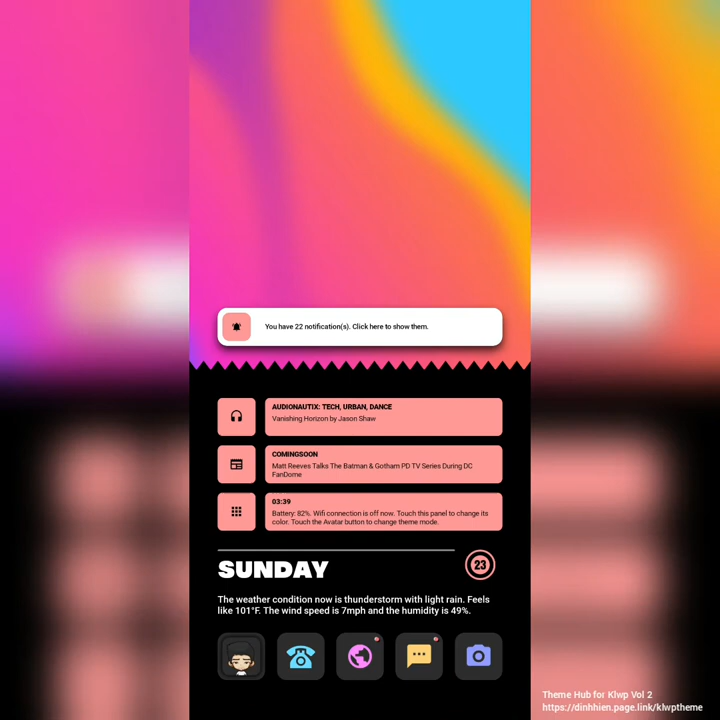 You have 22 notification(s). Click here to show them.
AUDIONAUTIX: TECH, URBAN, DANCE
Vanishing Horizon by Jason Shaw
COMINGSOON
Matt Reeves Talks The Batman & Gotham PD TV Series During DC
FanDome
03:39
Battery: 82%. Wifi connection is off now. Touch this panel to change its
color. Touch the Avatar button to change theme mode.
SUNDAY
23
The weather condition now is thunderstorm with light rain. Feels
like 101°F. The wind speed is 7mph and the humidity is 49%.
Theme Hub for Klwp Vol 2
https://dinhhien.page.link/klwptheme